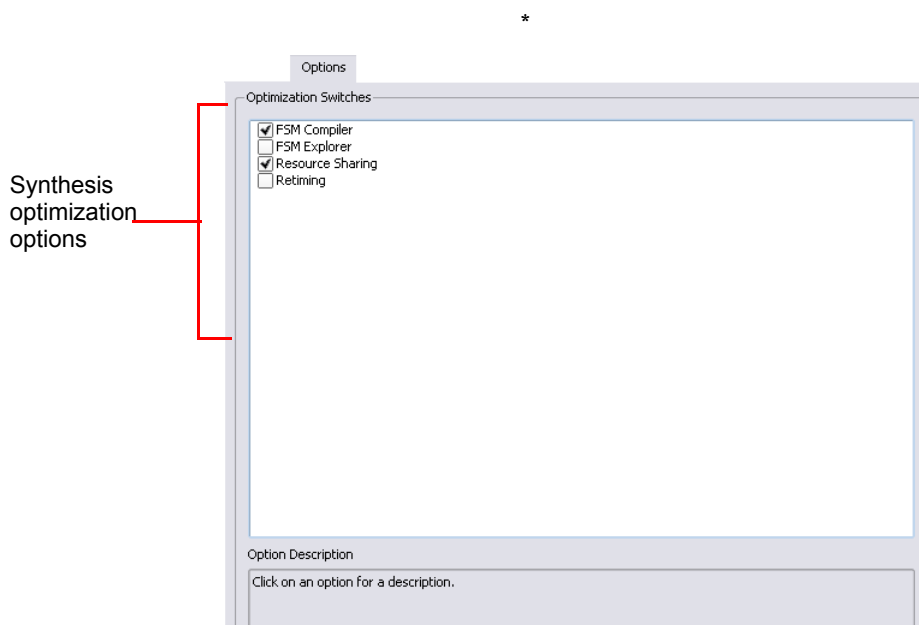 *
Options
Optimization Switches
FSM Compiler
FSM Explorer
Resource Sharing
Retiming
Synthesis
optimization
options
Option Description
Click on an option for a description.